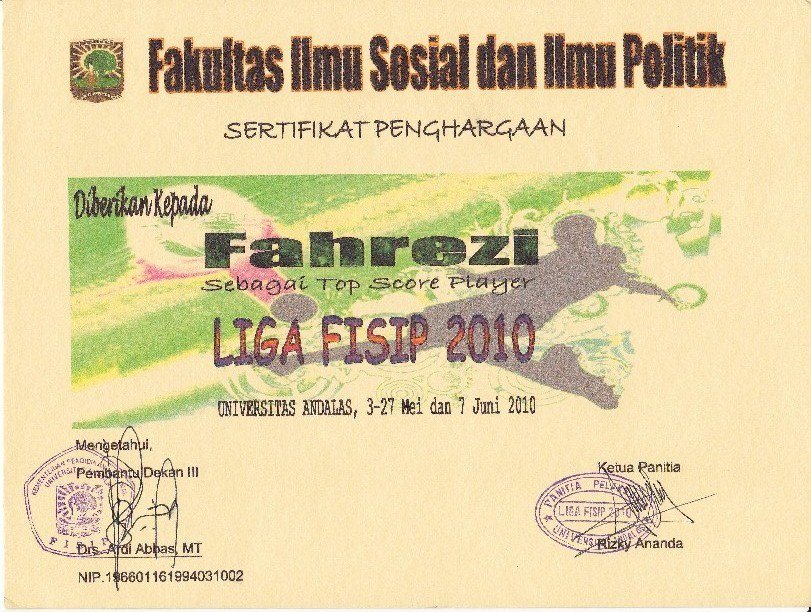 Fakultas Ilmu Sosial dan Ilmu Politik
SERTIFIKAT PENGHARGAAN
Diberikan Kepada
Fahrezi
Sebagai Top Score Player
LIGA FISIP 2010
UNIVERSITAS ANDALAS, 3-27 Mei dan 7 Juni 2010
Mengetahui,
Pembantu Dekan III
FISIP
Drs. Ardi Abbas, MT
NIP.196601161994031002
Ketua Panitia
PANITIA
LIGA FISIP 2010
Rizky Ananda